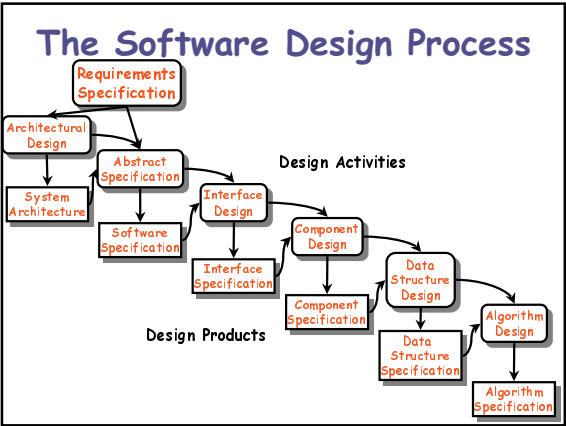 The Software Design Process
Requirements
Specification
Architectural
Design
Abstract
Specification
Design Activities
System
Architecture
Interface
Design
Software
Specification
Component
Design
Interface
Specification
Data
Structure
Design
Component
Specification
Algorithm
Design
Design Products
Data
Structure
Specification
Algorithm
Specification